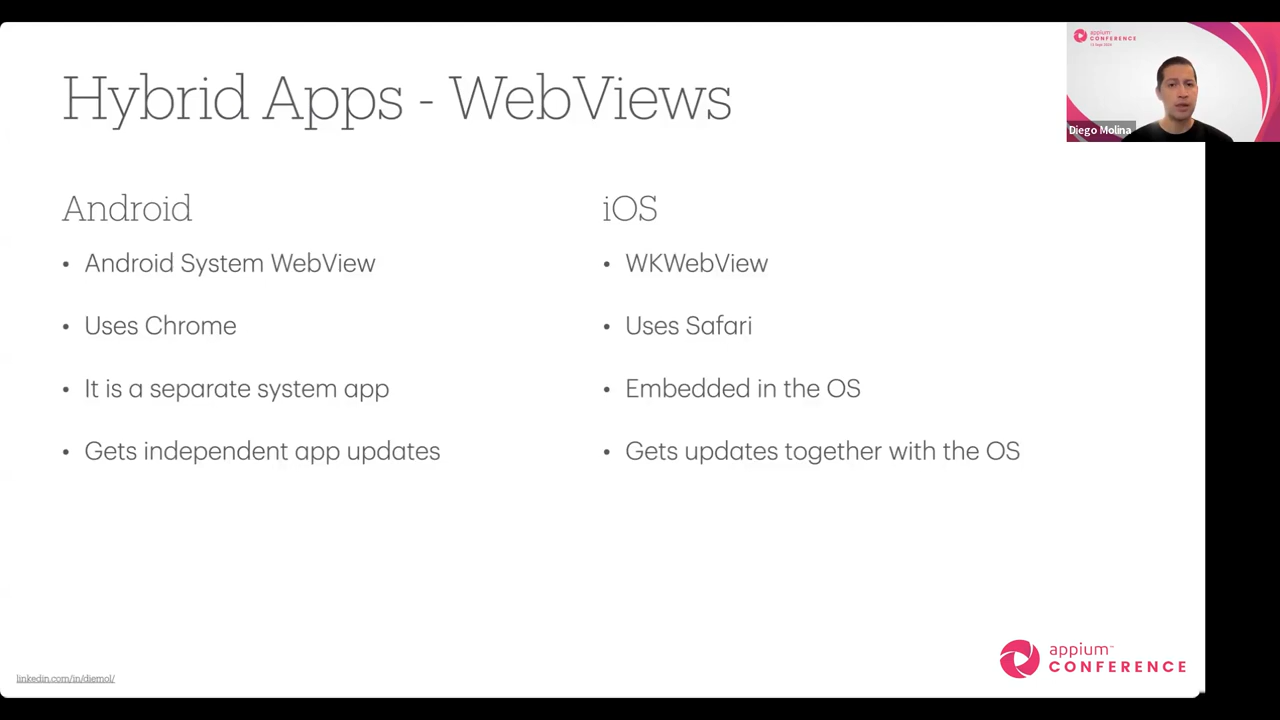 Hybrid Apps - WebViews
appium
CONFERENCE
Diego Molina
Android
• Android System WebView
• Uses Chrome
• It is a separate system app
• Gets independent app updates
iOS
• WKWebView
• Uses Safari
• Embedded in the OS
• Gets updates together with the OS
linkedin.com/in/diemol/
appium™
CONFERENCE